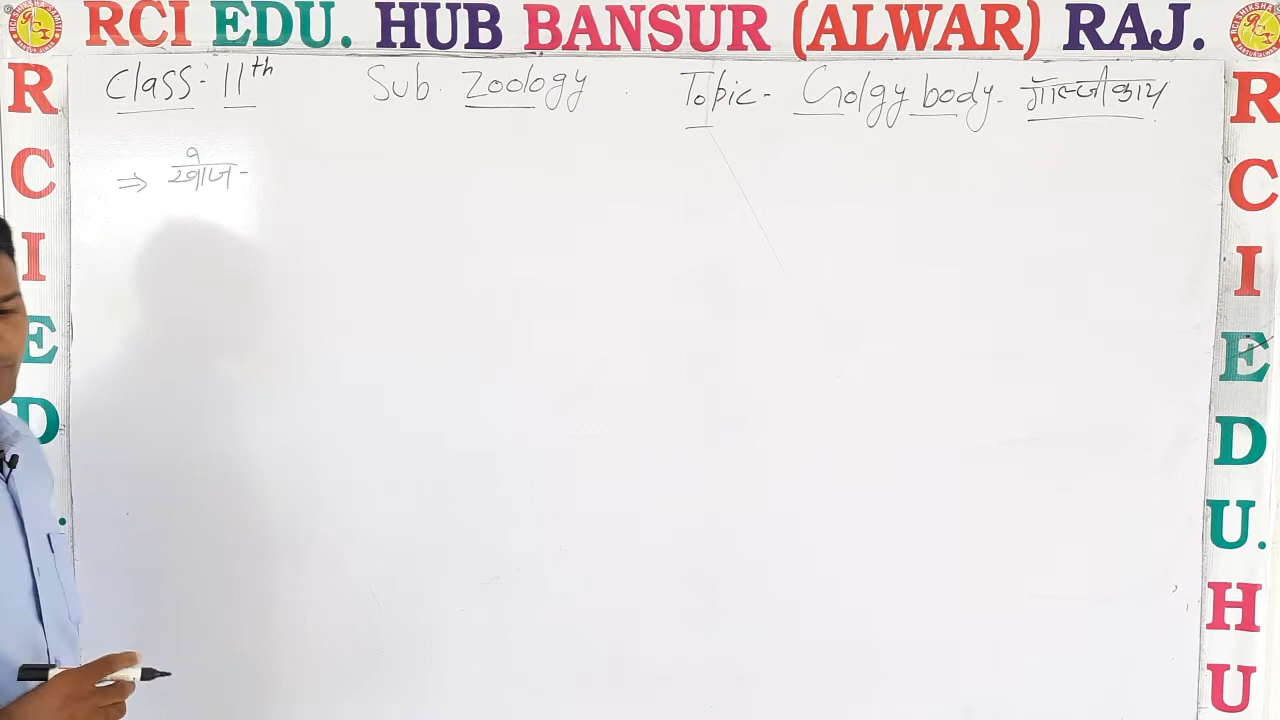 RCI EDU. HUB BANSUR (ALWAR) RAJ.
Class:- 11th Sub. Zoology Topic- Golgy body- गॉल्जीकाय
⇒ खोज-
R
C
I
E
D
R
C
I
E
D
U.
H
U